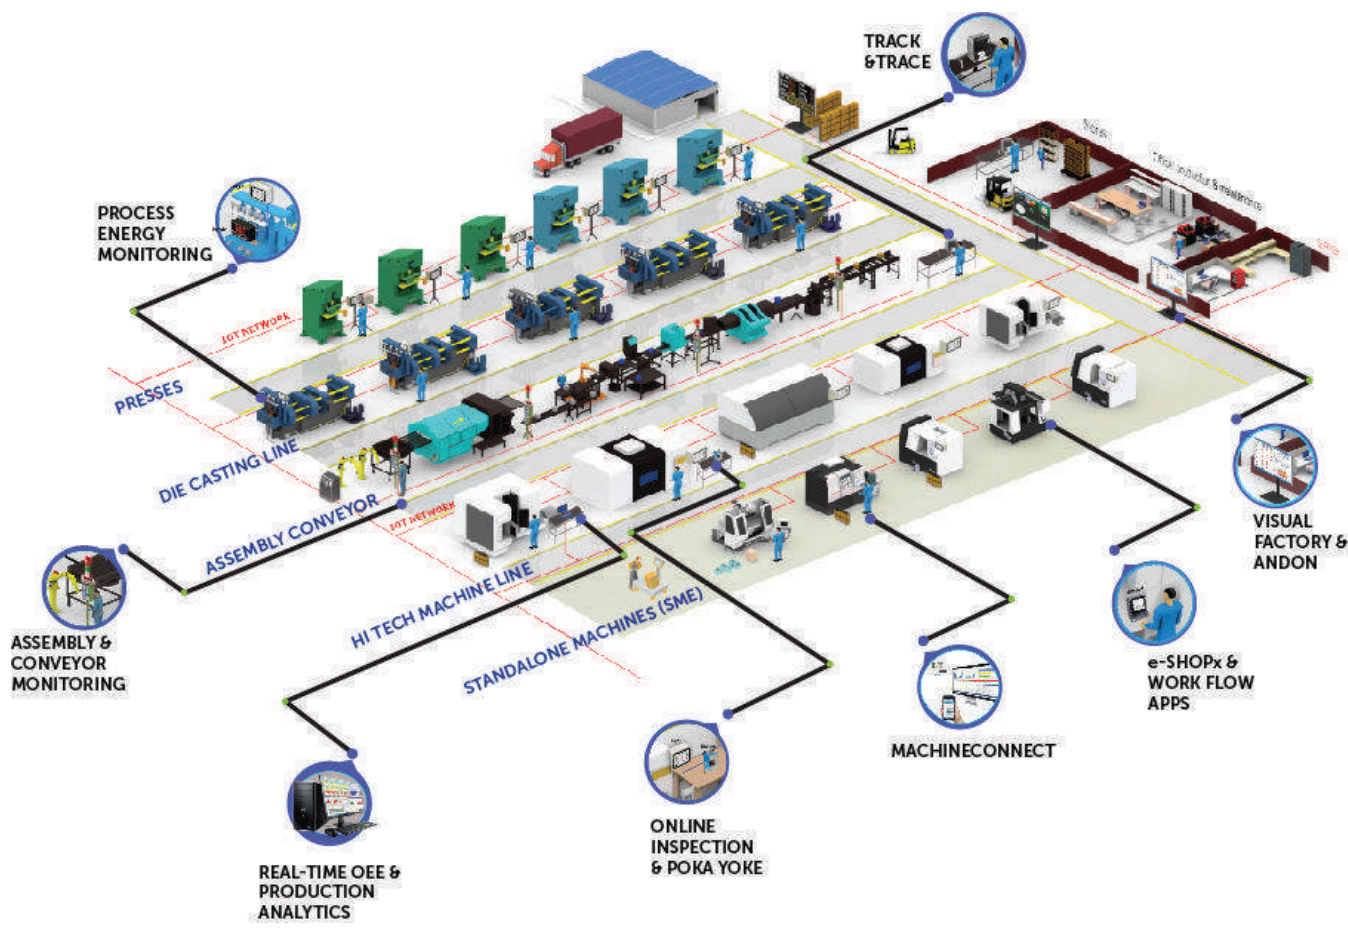 TRACK
&TRACE
Stores
PROCESS
ENERGY
MONITORING
IOT NETWORK
PRESSES
DIE CASTING LINE
ASSEMBLY CONVEYOR
IOT NETWORK
HI TECH MACHINE LINE
STANDALONE MACHINES (SME)
VISUAL
FACTORY &
ANDON
ASSEMBLY &
CONVEYOR
MONITORING
e-SHOPx &
WORK FLOW
APPS
MACHINECONNECT
ONLINE
INSPECTION
& POKA YOKE
REAL-TIME OEE &
PRODUCTION
ANALYTICS